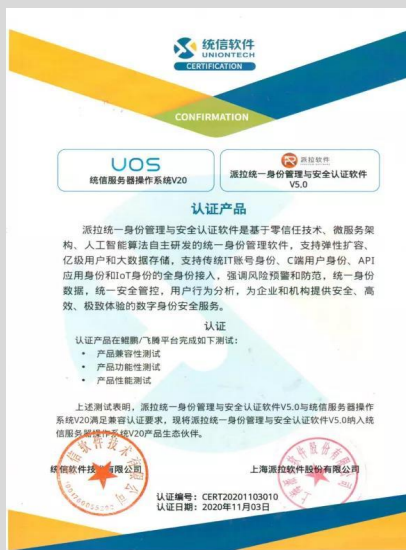 统信软件
UNIONTECH
CERTIFICATION
CONFIRMATION
UOS
统信服务器操作系统V20
派拉软件
派拉统一身份管理与安全认证软件
V5.0
认证产品
派拉统一身份管理与安全认证软件是基于零信任技术、微服务架
构、人工智能算法自主研发的统一身份管理软件，支持弹性扩容、
亿级用户和大数据存储，支持传统IT账号身份、C端用户身份、API
应用身份和IoT身份的全身份接入，强调风险预警和防范，统一身份
数据，统一安全管控，用户行为分析，为企业和机构提供安全、高
效、极致体验的数字身份安全服务。
认证
认证产品在鲲鹏/飞腾平台完成如下测试：
• 产品兼容性测试
• 产品功能性测试
• 产品性能测试
上述测试表明，派拉统一身份管理与安全认证软件V5.0与统信服务器操作
系统V20满足兼容认证要求，现将派拉统一身份管理与安全认证软件V5.0纳入统
信服务器操作系统V20产品生态伙伴。
统信软件技术有限公司
上海派拉软件股份有限公司
认证编号：CERT20201103010
认证日期：2020年11月03日